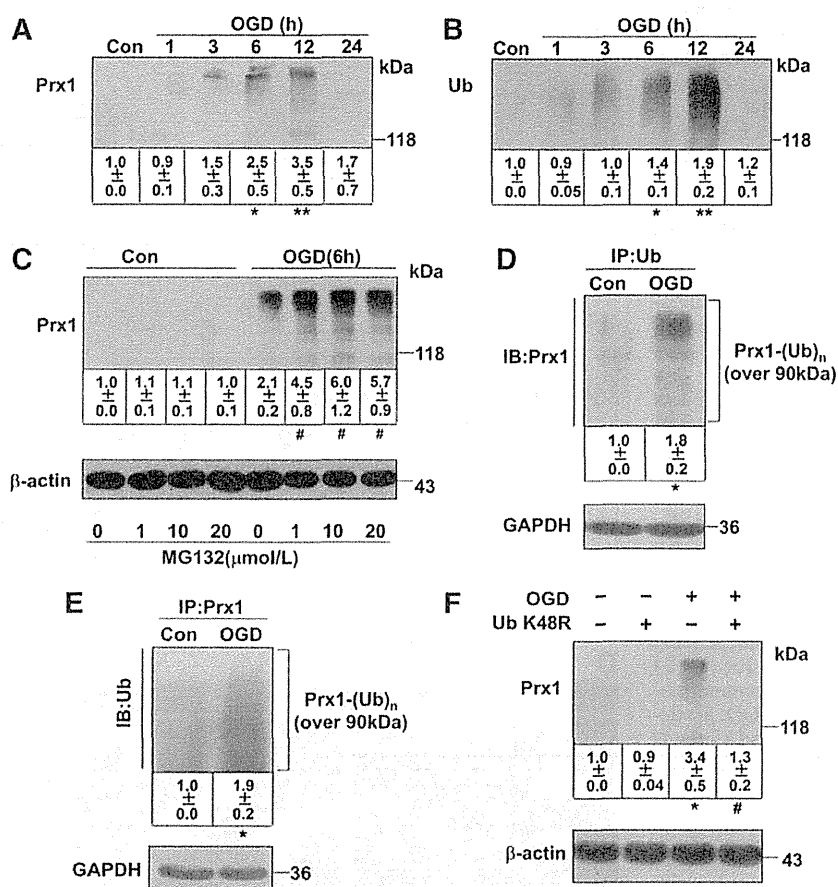 A
OGD (h)
Con 1 3 6 12 24
kDa
Prx1
118
1.0 ± 0.0 0.9 ± 0.1 1.5 ± 0.3 2.5 ± 0.5 3.5 ± 0.5 1.7 ± 0.7
* **
B
OGD (h)
Con 1 3 6 12 24
kDa
Ub
118
1.0 ± 0.0 0.9 ± 0.05 1.0 ± 0.1 1.4 ± 0.1 1.9 ± 0.2 1.2 ± 0.1
* **
C
Con OGD(6h)
kDa
Prx1
118
1.0 ± 0.0 1.1 ± 0.1 1.1 ± 0.1 1.0 ± 0.1 2.1 ± 0.2 4.5 ± 0.8 6.0 ± 1.2 5.7 ± 0.9
# # #
β-actin 43
0 1 10 20 0 1 10 20
MG132(μmol/L)
D
IP:Ub
Con OGD
IB:Prx1
Prx1-(Ub)n
(over 90kDa)
1.0 ± 0.0 1.8 ± 0.2
*
GAPDH 36
E
IP:Prx1
Con OGD
IB:Ub
Prx1-(Ub)n
(over 90kDa)
1.0 ± 0.0 1.9 ± 0.2
*
GAPDH 36
F
OGD − − + +
Ub K48R − + − +
kDa
Prx1
118
1.0 ± 0.0 0.9 ± 0.04 3.4 ± 0.5 1.3 ± 0.2
* #
β-actin 43